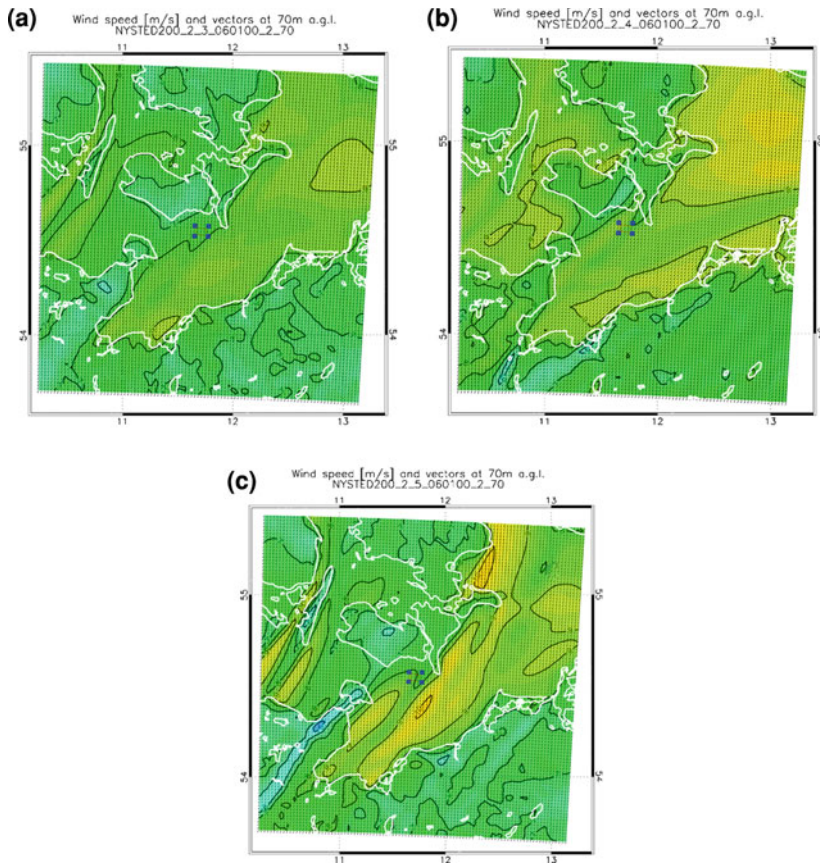 (a)
Wind speed [m/s] and vectors at 70m a.g.l.
NYSTED200_2_3_060100_2_70
11 12 13
55 55
54 54
11 12 13
(b)
Wind speed [m/s] and vectors at 70m a.g.l.
NYSTED200_2_4_060100_2_70
11 12 13
55
54
11 12 13
(c)
Wind speed [m/s] and vectors at 70m a.g.l.
NYSTED200_2_5_060100_2_70
11 12 13
55 55
54 54
11 12 13